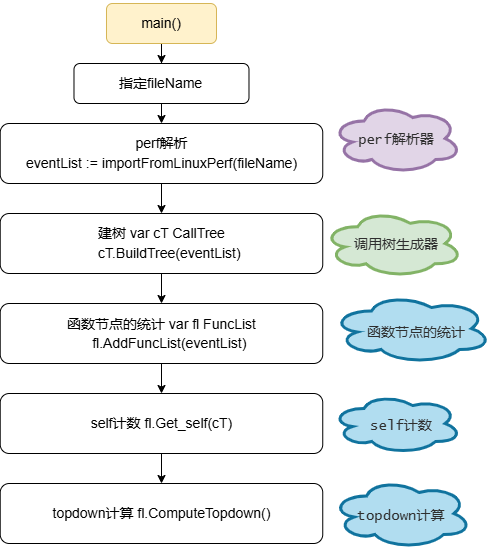 main()
指定fileName
perf解析
eventList := importFromLinuxPerf(fileName)
perf解析器
建树 var cT CallTree
cT.BuildTree(eventList)
调用树生成器
函数节点的统计 var fl FuncList
fl.AddFuncList(eventList)
函数节点的统计
self计数 fl.Get_self(cT)
self计数
topdown计算 fl.ComputeTopdown()
topdown计算